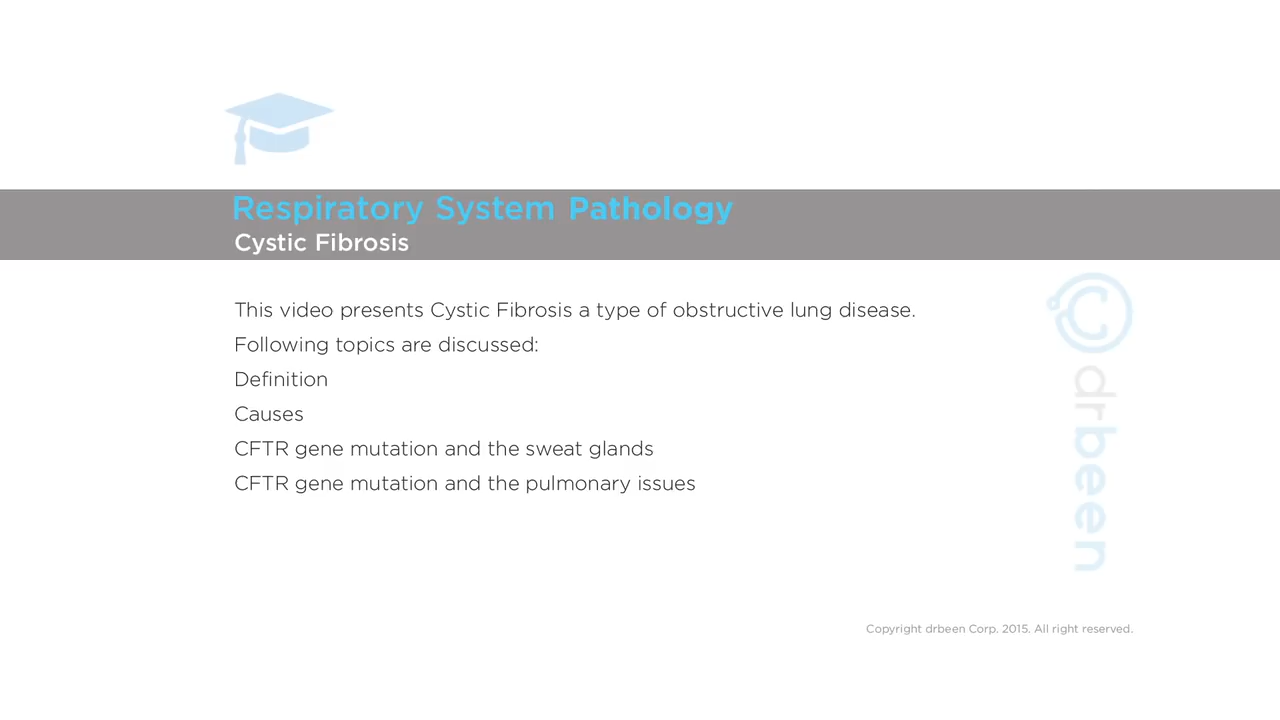 Respiratory System Pathology
Cystic Fibrosis
This video presents Cystic Fibrosis a type of obstructive lung disease.
Following topics are discussed:
Definition
Causes
CFTR gene mutation and the sweat glands
CFTR gene mutation and the pulmonary issues
drbeen
Copyright drbeen Corp. 2015. All right reserved.